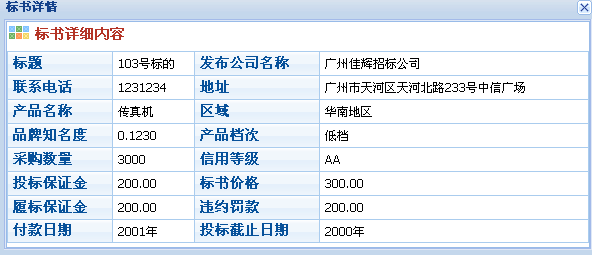 标书详情
标书详细内容
标题 103号标的 发布公司名称 广州佳辉招标公司
联系电话 1231234 地址 广州市天河区天河北路233号中信广场
产品名称 传真机 区域 华南地区
品牌知名度 0.1230 产品档次 低档
采购数量 3000 信用等级 AA
投标保证金 200.00 标书价格 300.00
履标保证金 200.00 违约罚款 200.00
付款日期 2001年 投标截止日期 2000年